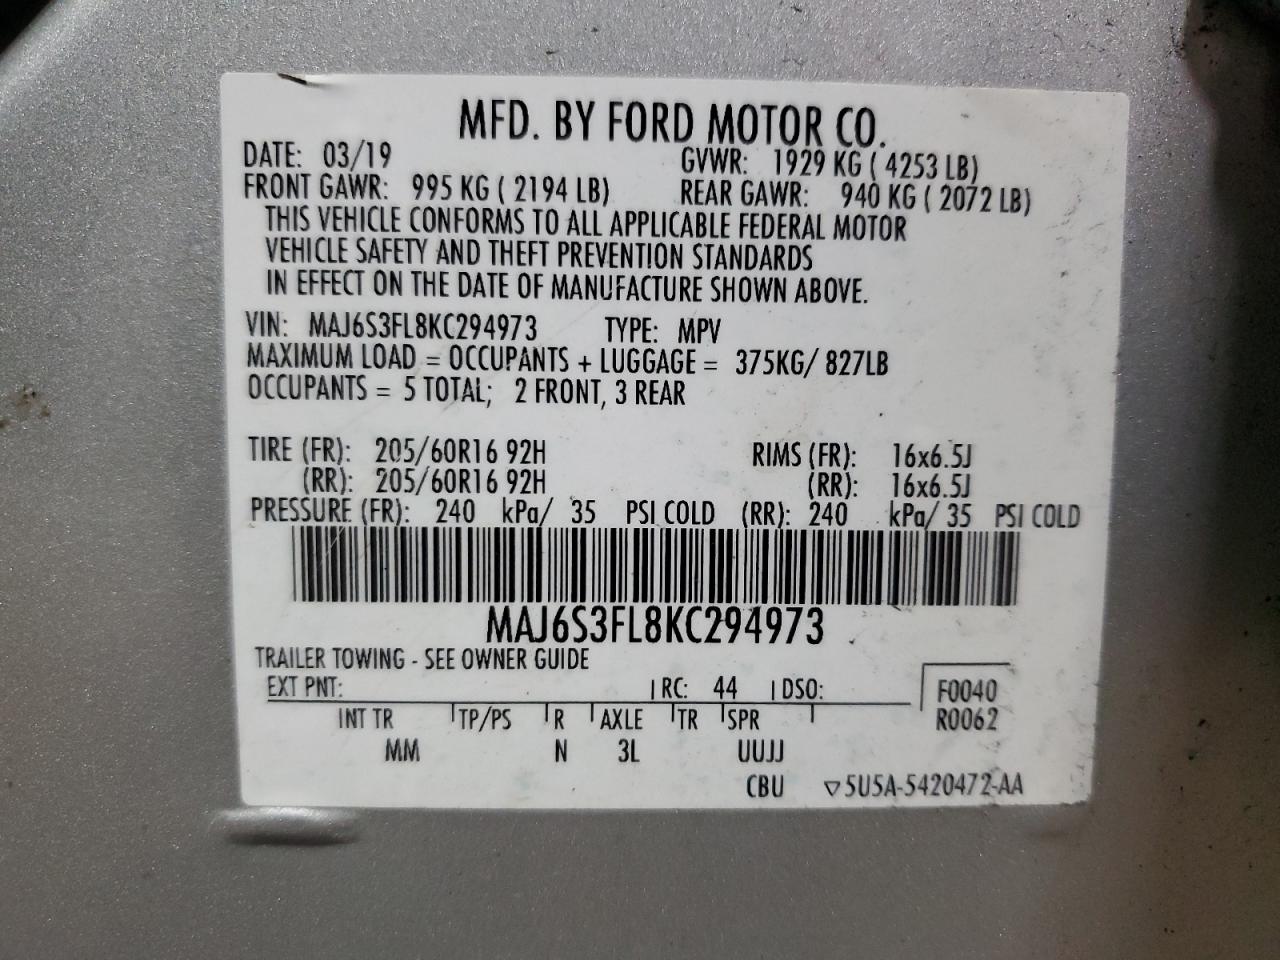 MFD. BY FORD MOTOR CO.
DATE: 03/19 GVWR: 1929 KG ( 4253 LB)
FRONT GAWR: 995 KG ( 2194 LB) REAR GAWR: 940 KG ( 2072 LB)
THIS VEHICLE CONFORMS TO ALL APPLICABLE FEDERAL MOTOR
VEHICLE SAFETY AND THEFT PREVENTION STANDARDS
IN EFFECT ON THE DATE OF MANUFACTURE SHOWN ABOVE.
VIN: MAJ6S3FL8KC294973 TYPE: MPV
MAXIMUM LOAD = OCCUPANTS + LUGGAGE = 375KG/ 827LB
OCCUPANTS = 5 TOTAL; 2 FRONT, 3 REAR
TIRE (FR): 205/60R16 92H RIMS (FR): 16x6.5J
(RR): 205/60R16 92H (RR): 16x6.5J
PRESSURE (FR): 240 kPa/ 35 PSI COLD (RR): 240 kPa/ 35 PSI COLD
MAJ6S3FL8KC294973
TRAILER TOWING - SEE OWNER GUIDE
EXT PNT: RC: 44 DSO: F0040
INT TR TP/PS R AXLE TR SPR R0062
MM N 3L UUJJ
CBU ▽5U5A-5420472-AA